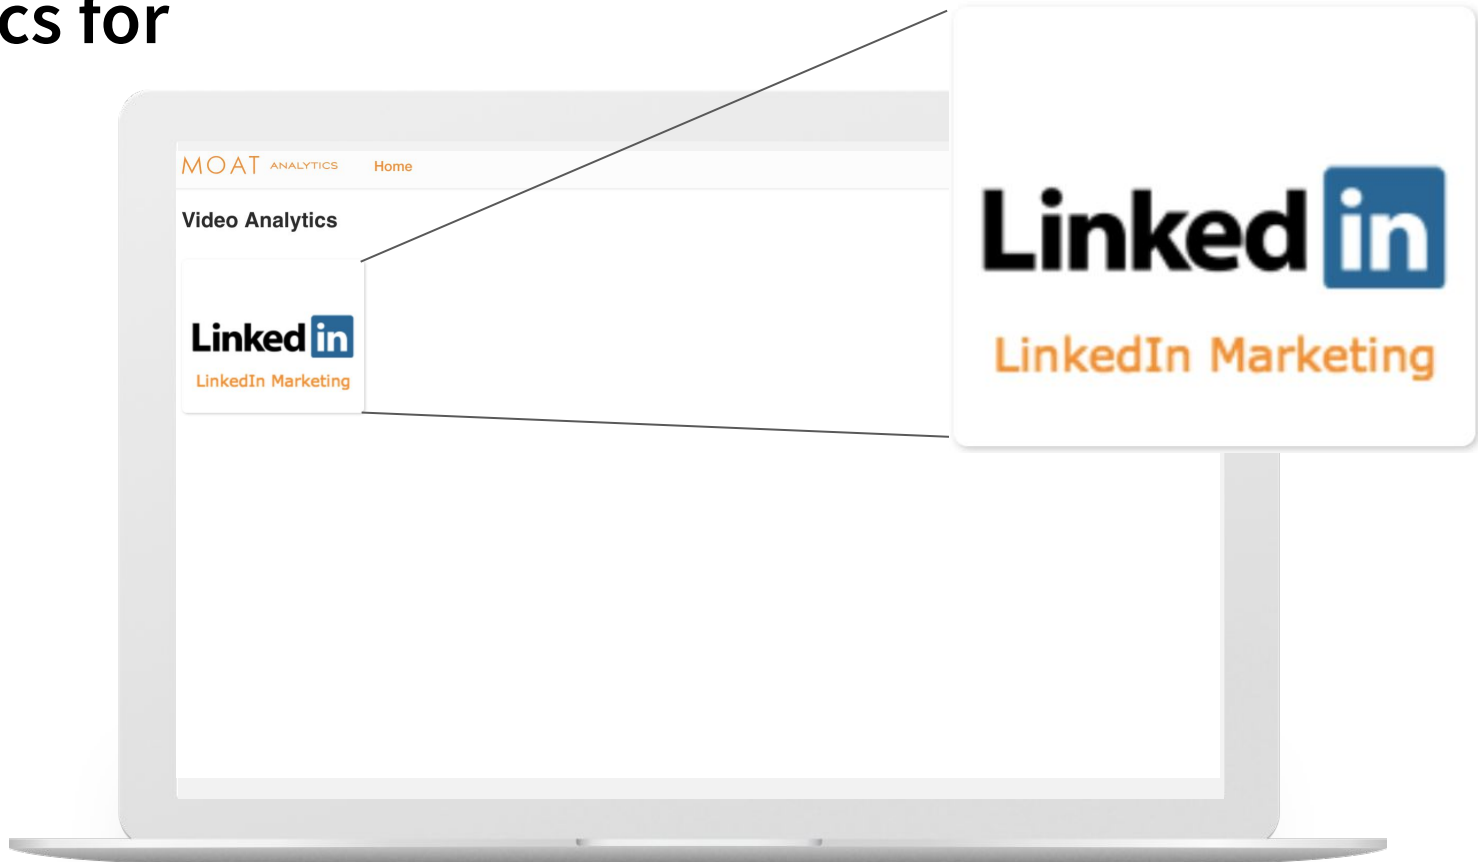 cs for
MOAT ANALYTICS Home
Video Analytics
Linked in
LinkedIn Marketing
Linked in
LinkedIn Marketing